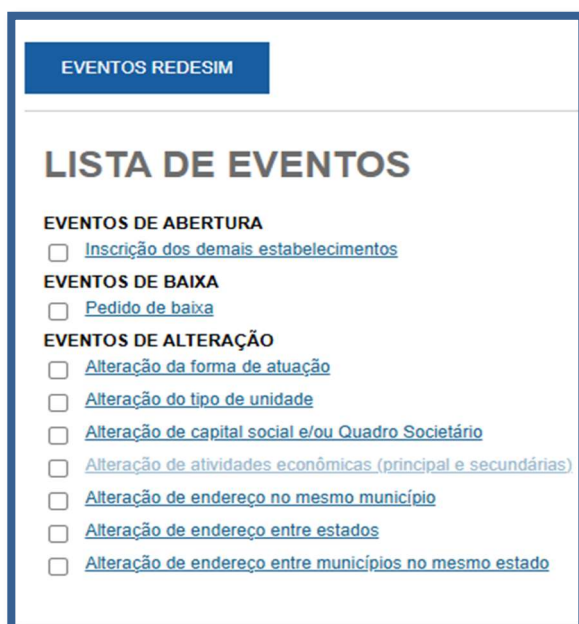 EVENTOS REDESIM
LISTA DE EVENTOS
EVENTOS DE ABERTURA
Inscrição dos demais estabelecimentos
EVENTOS DE BAIXA
Pedido de baixa
EVENTOS DE ALTERAÇÃO
Alteração da forma de atuação
Alteração do tipo de unidade
Alteração de capital social e/ou Quadro Societário
Alteração de atividades econômicas (principal e secundárias)
Alteração de endereço no mesmo município
Alteração de endereço entre estados
Alteração de endereço entre municípios no mesmo estado